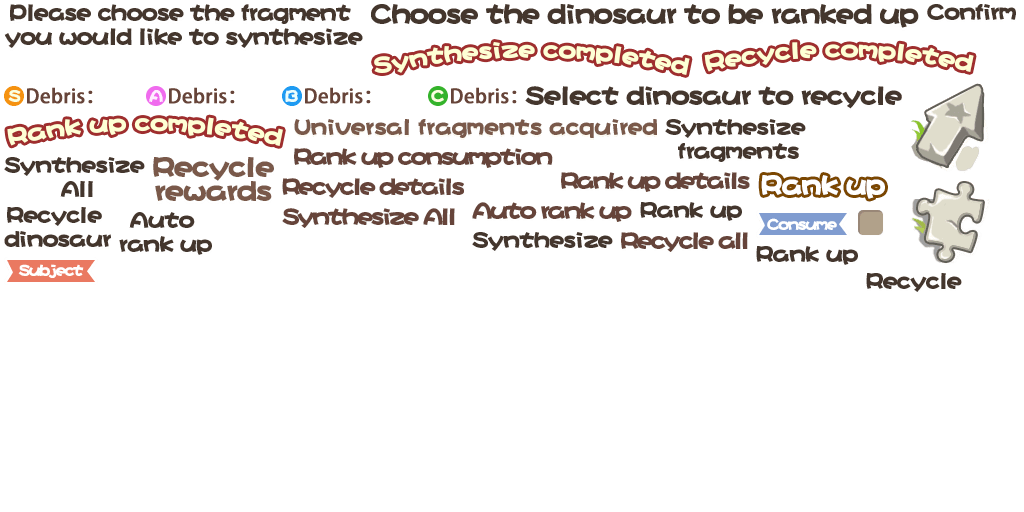 Please choose the fragment
you would like to synthesize
Choose the dinosaur to be ranked up
Confirm
Synthesize completed
Recycle completed
S Debris:
A Debris:
B Debris:
C Debris:
Select dinosaur to recycle
Rank up completed
Universal fragments acquired
Synthesize
fragments
Synthesize
All
Recycle
rewards
Rank up consumption
Recycle details
Rank up details
Rank up
Recycle
dinosaur
Auto
rank up
Synthesize All
Auto rank up
Rank up
Consume
Synthesize
Recycle all
Rank up
Subject
Recycle